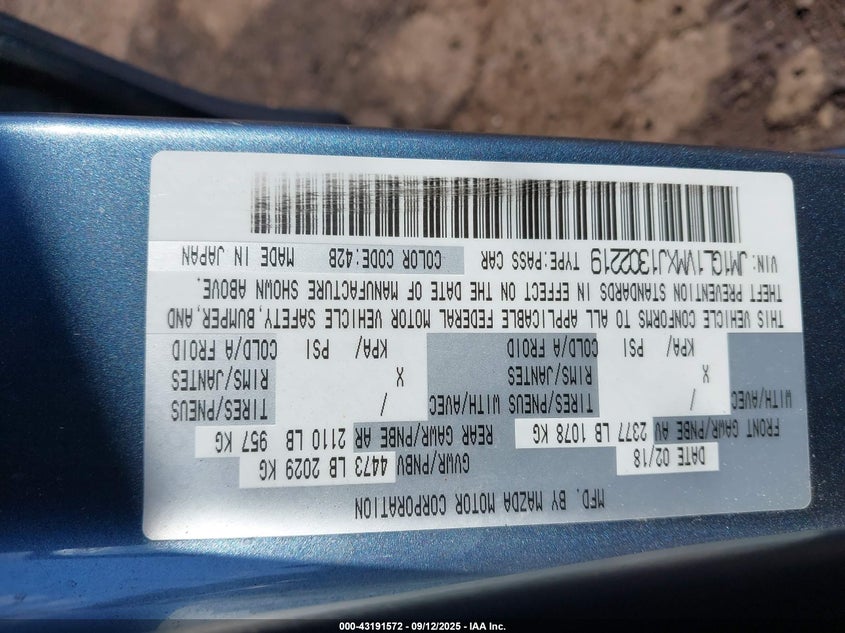 MFD. BY MAZDA MOTOR CORPORATION
DATE 02/18 GVWR/PNBV 4473 LB 2029 KG
FRONT GAWR/PNBE AV 2377 LB 1078 KG REAR GAWR/PNBE AR 2110 LB 957 KG
WITH/AVEC / TIRES/PNEUS WITH/AVEC / TIRES/PNEUS
X RIMS/JANTES X RIMS/JANTES
KPA/ PSI COLD/A FROID KPA/ PSI COLD/A FROID
THIS VEHICLE CONFORMS TO ALL APPLICABLE FEDERAL MOTOR VEHICLE SAFETY, BUMPER, AND
THEFT PREVENTION STANDARDS IN EFFECT ON THE DATE OF MANUFACTURE SHOWN ABOVE.
VIN: JM1GL1VMXJ1302219 TYPE:PASS CAR COLOR CODE:42B MADE IN JAPAN
000-43191572 - 09/12/2025 - IAA Inc.